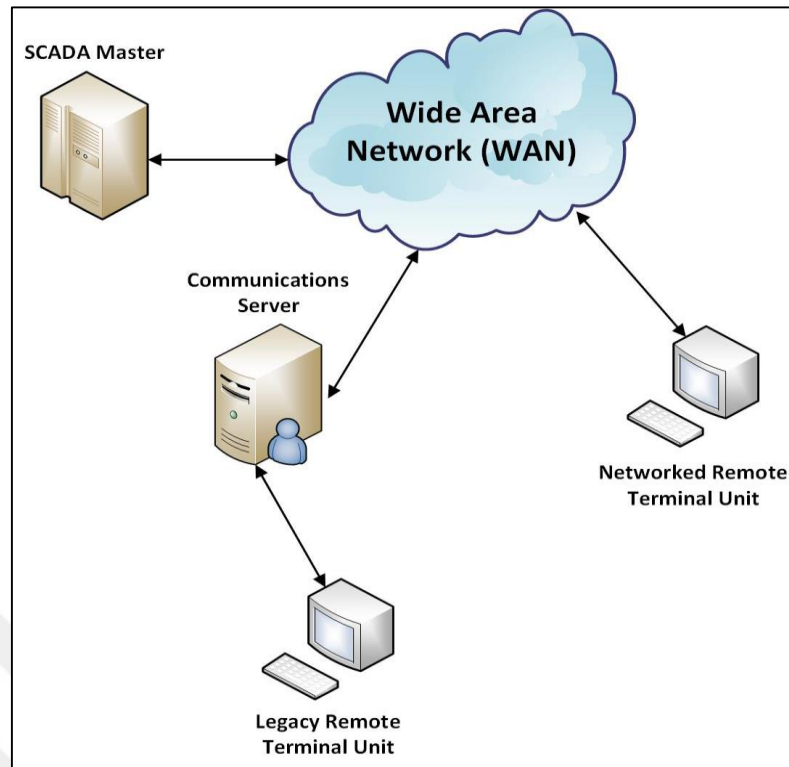 SCADA Master
Wide Area
Network (WAN)
Communications
Server
Networked Remote
Terminal Unit
Legacy Remote
Terminal Unit